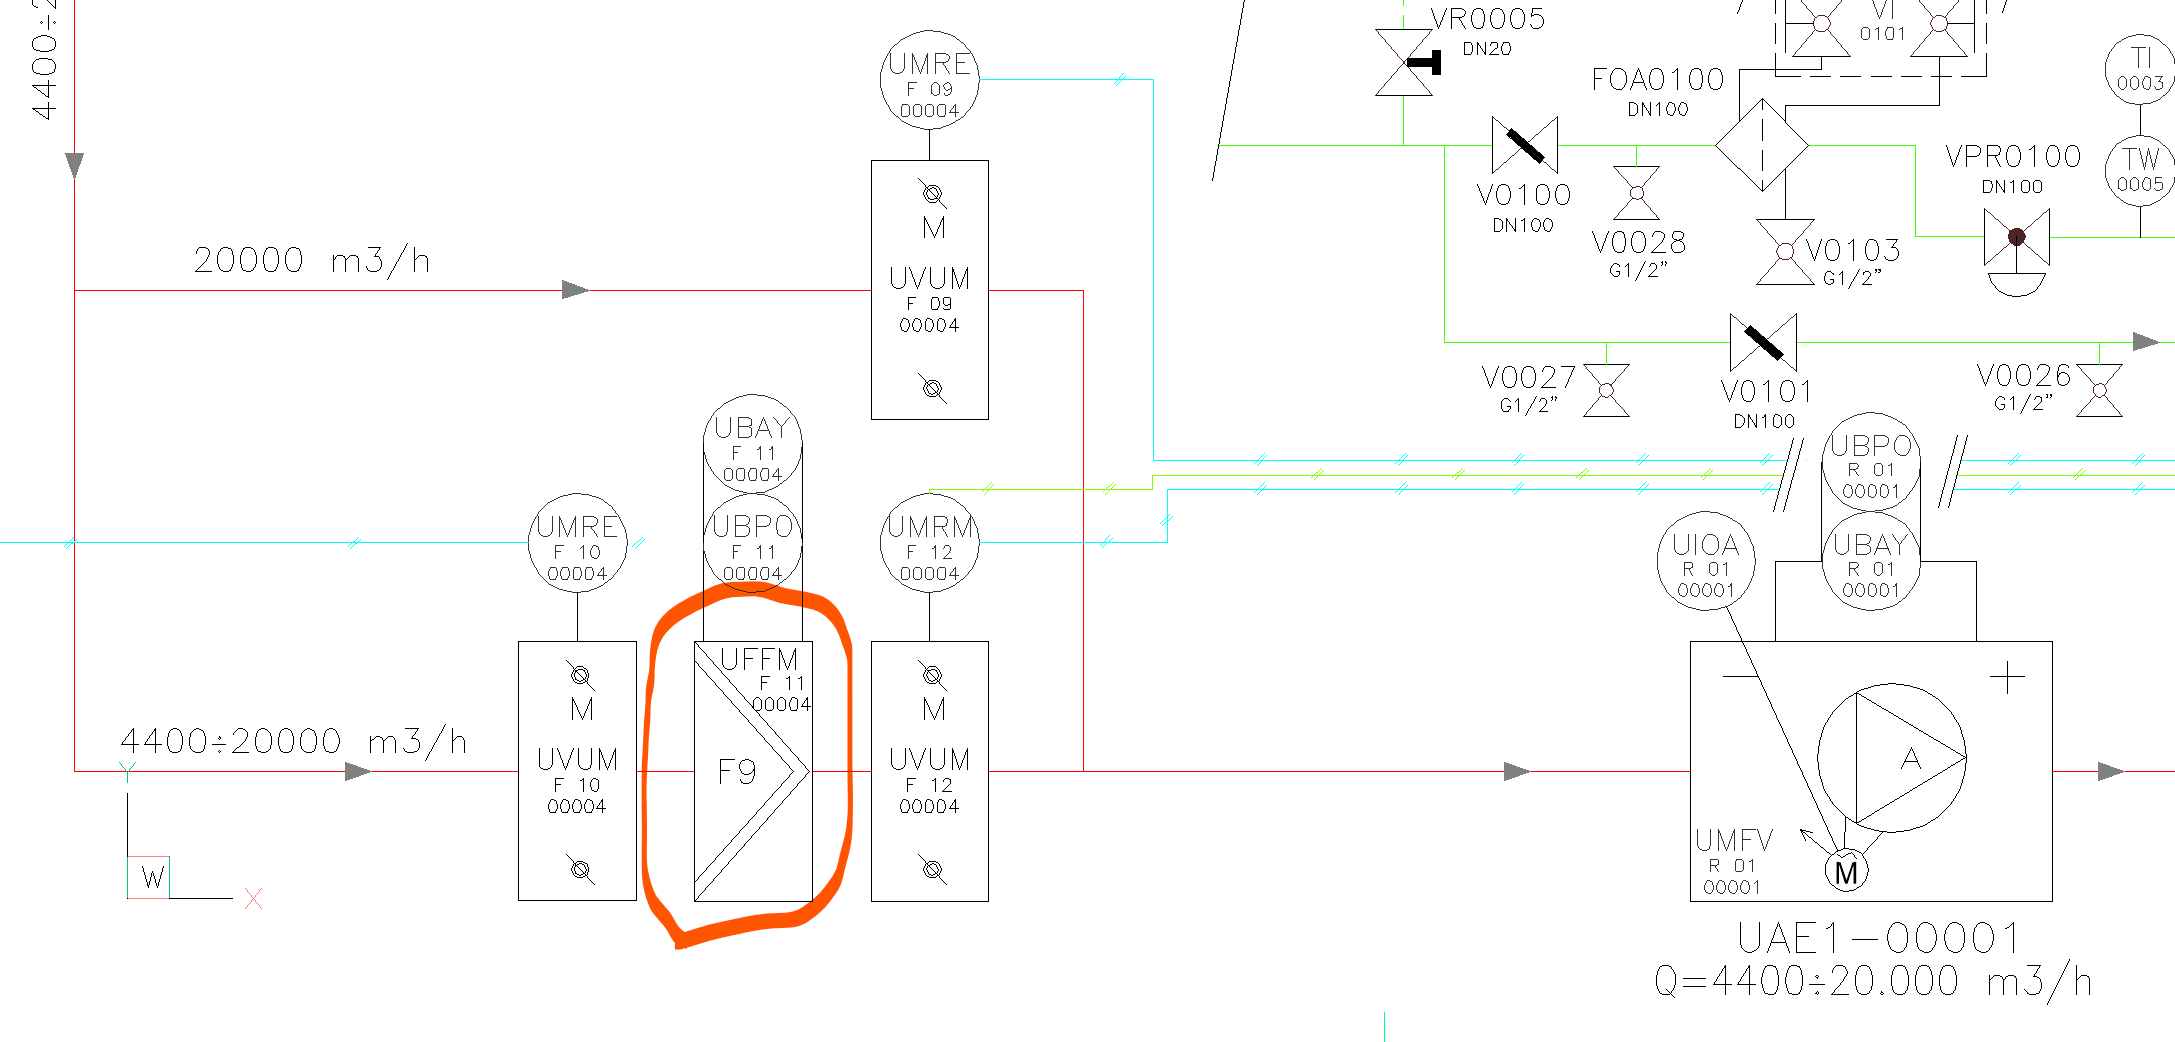 4400÷2
UMRE
F 09
00004
M
UVUM
F 09
00004
20000 m3/h
VR0005
DN20
VI
0101
FOA0100
DN100
V0100
DN100
V0028
G1/2"
V0103
G1/2"
VPR0100
DN100
TI
0003
TW
0005
V0027
G1/2"
V0101
DN100
V0026
G1/2"
UBAY
F 11
00004
UBPO
F 11
00004
UMRE
F 10
00004
UMRM
F 12
00004
UBPO
R 01
00001
UBAY
R 01
00001
UIOA
R 01
00001
M
UVUM
F 10
00004
UFFM
F 11
00004
F9
M
UVUM
F 12
00004
4400÷20000 m3/h
Y
W
X
A
UMFV
R 01
00001
M
UAE1-00001
Q=4400÷20.000 m3/h